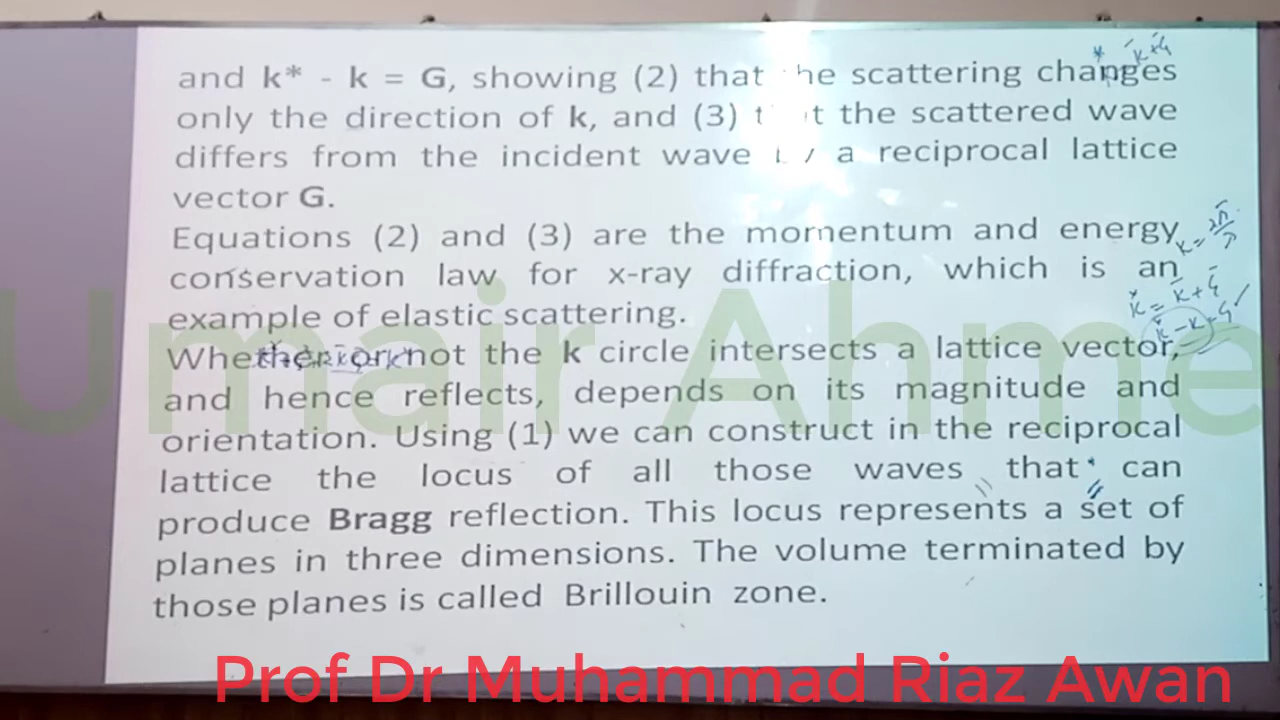 and k* - k = G, showing (2) that the scattering changes
only the direction of k, and (3) that the scattered wave
differs from the incident wave by a reciprocal lattice
vector G.
Equations (2) and (3) are the momentum and energy
conservation law for x-ray diffraction, which is an
example of elastic scattering.
Whether or not the k circle intersects a lattice vector,
and hence reflects, depends on its magnitude and
orientation. Using (1) we can construct in the reciprocal
lattice the locus of all those waves that can
produce Bragg reflection. This locus represents a set of
planes in three dimensions. The volume terminated by
those planes is called Brillouin zone.
Umair Ahme
Prof Dr Muhammad Riaz Awan